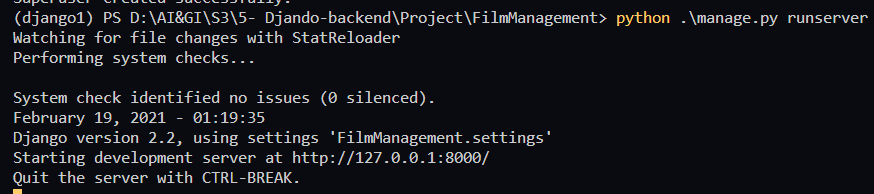 Superuser created successfully.
(django1) PS D:\AI&GI\S3\5- Djando-backend\Project\FilmManagement> python .\manage.py runserver
Watching for file changes with StatReloader
Performing system checks...
System check identified no issues (0 silenced).
February 19, 2021 - 01:19:35
Django version 2.2, using settings 'FilmManagement.settings'
Starting development server at http://127.0.0.1:8000/
Quit the server with CTRL-BREAK.